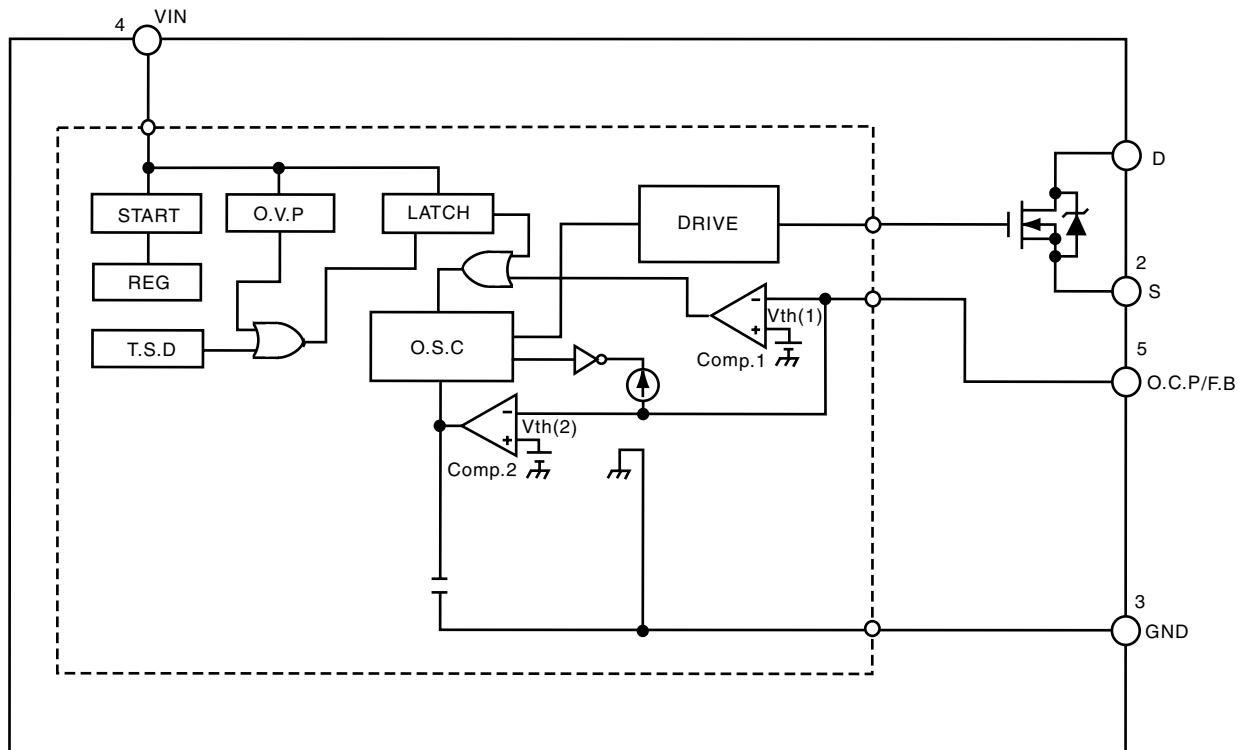 4
VIN
START
O.V.P
LATCH
DRIVE
D
REG
2
S
T.S.D
O.S.C
Vth(1)
Comp.1
5
O.C.P/F.B
Vth(2)
Comp.2
3
GND